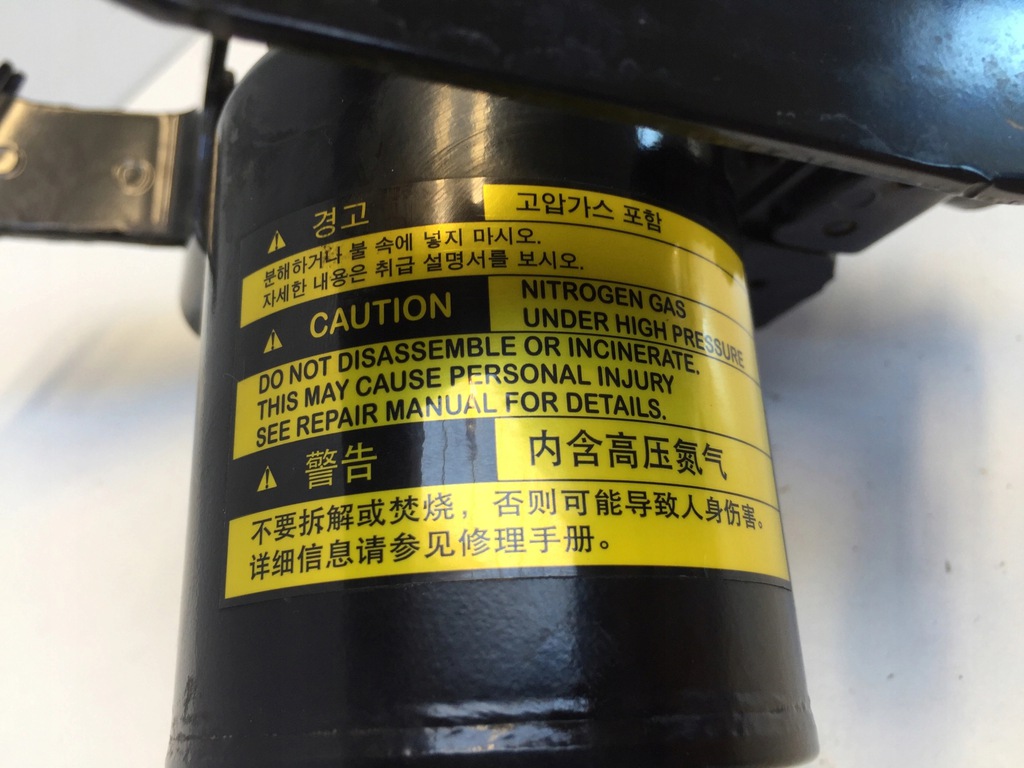 경고
고압가스 포함
분해하거나 불 속에 넣지 마시오.
자세한 내용은 취급 설명서를 보시오.
CAUTION
NITROGEN GAS
UNDER HIGH PRESSURE
DO NOT DISASSEMBLE OR INCINERATE.
THIS MAY CAUSE PERSONAL INJURY
SEE REPAIR MANUAL FOR DETAILS.
警告
内含高压氮气
不要拆解或焚烧，否则可能导致人身伤害。
详细信息请参见修理手册。